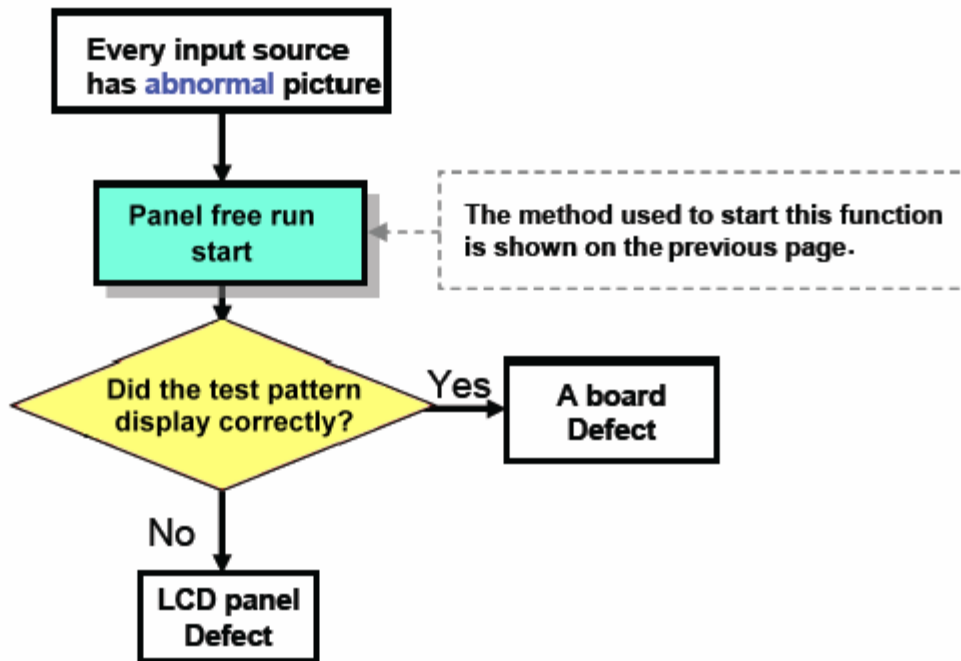 Every input source
has abnormal picture
Panel free run
start
The method used to start this function
is shown on the previous page.
Did the test pattern
display correctly?
Yes
A board
Defect
No
LCD panel
Defect